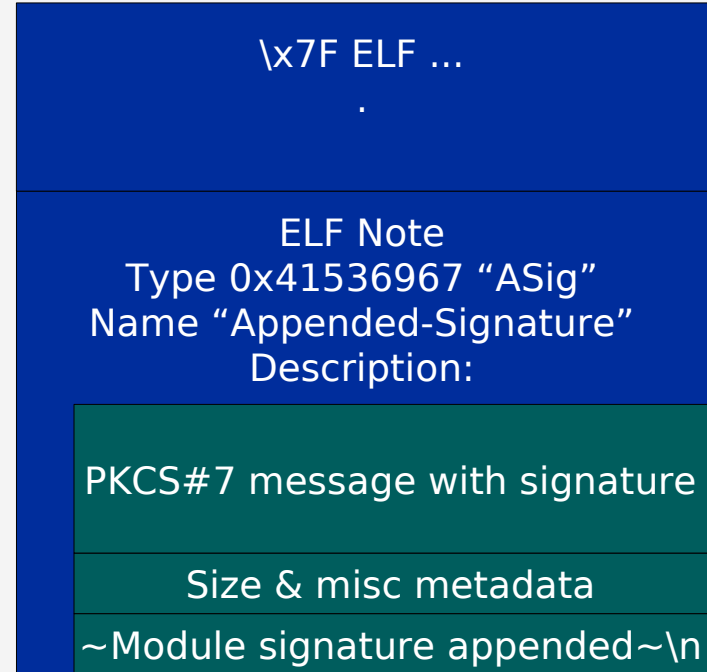 \x7F ELF ...
.
ELF Note
Type 0x41536967 “ASig”
Name “Appended-Signature”
Description:
PKCS#7 message with signature
Size & misc metadata
~Module signature appended~\n